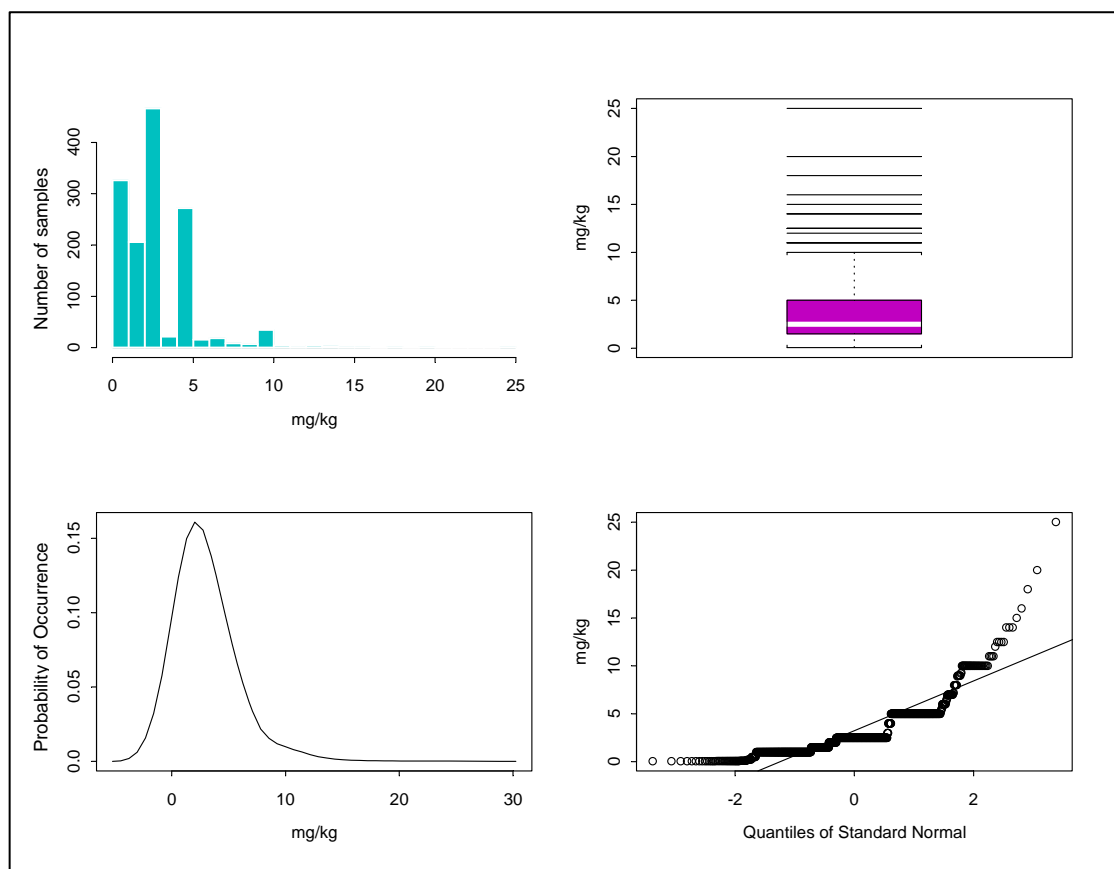 Number of samples
0 100 200 300 400
0 5 10 15 20 25
mg/kg
mg/kg
0 5 10 15 20 25
Probability of Occurrence
0.0 0.05 0.10 0.15
0 10 20 30
mg/kg
mg/kg
0 5 10 15 20 25
-2 0 2
Quantiles of Standard Normal